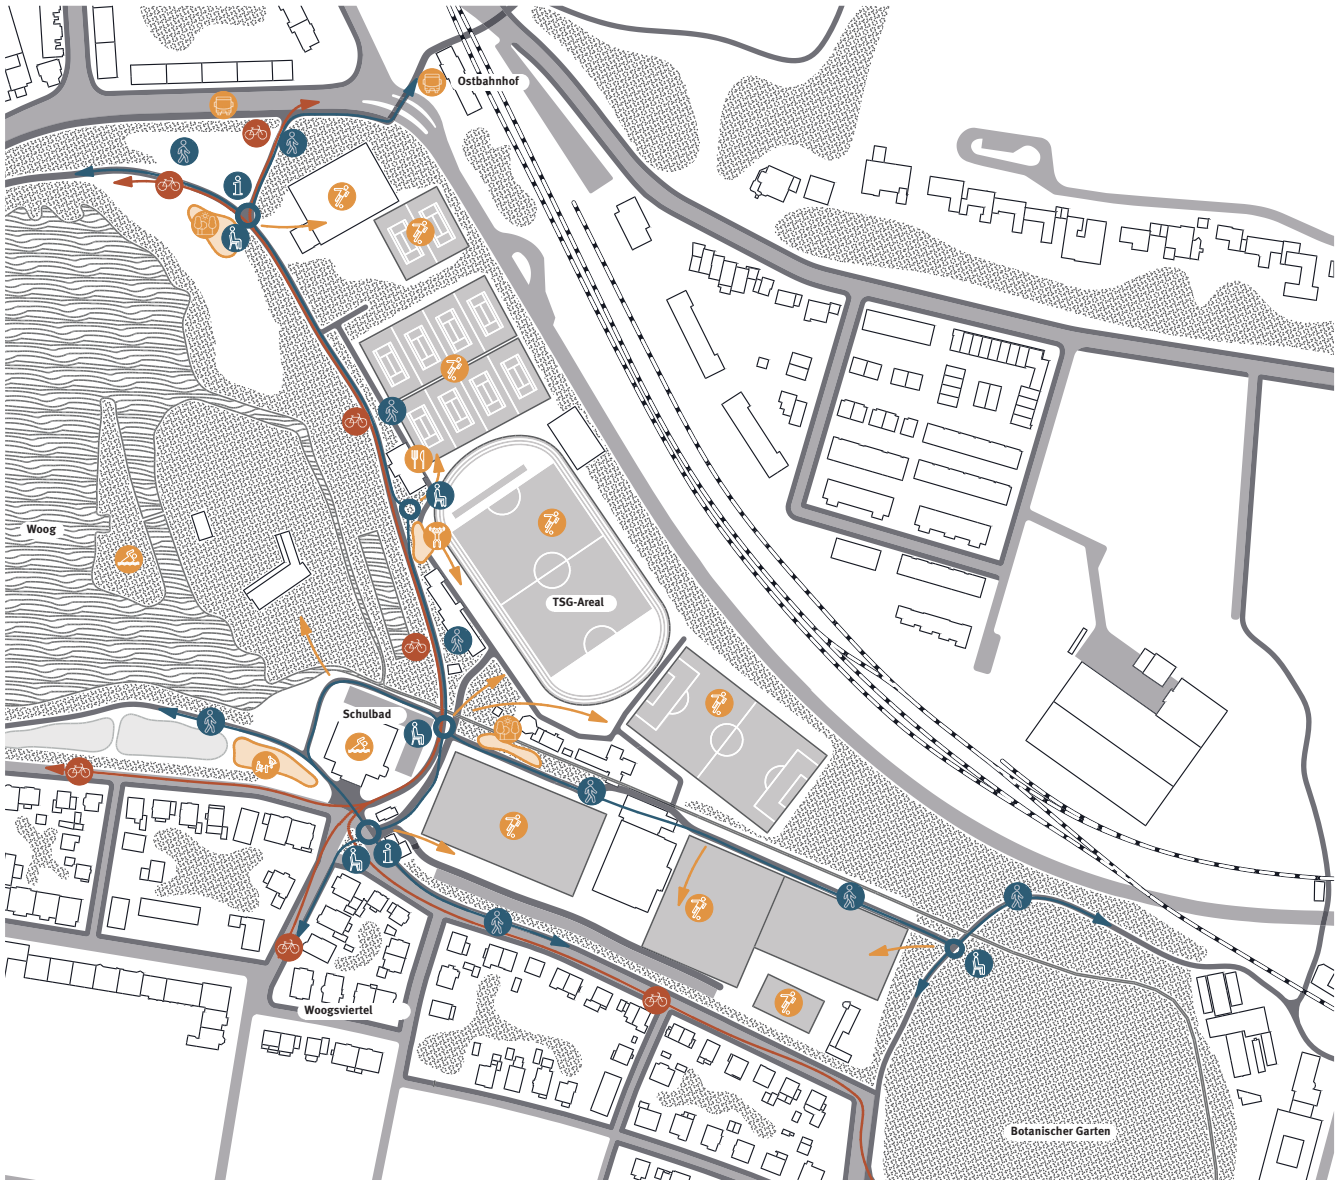 Ostbahnhof
Woog
TSG-Areal
Schulbad
Woogsviertel
Botanischer Garten